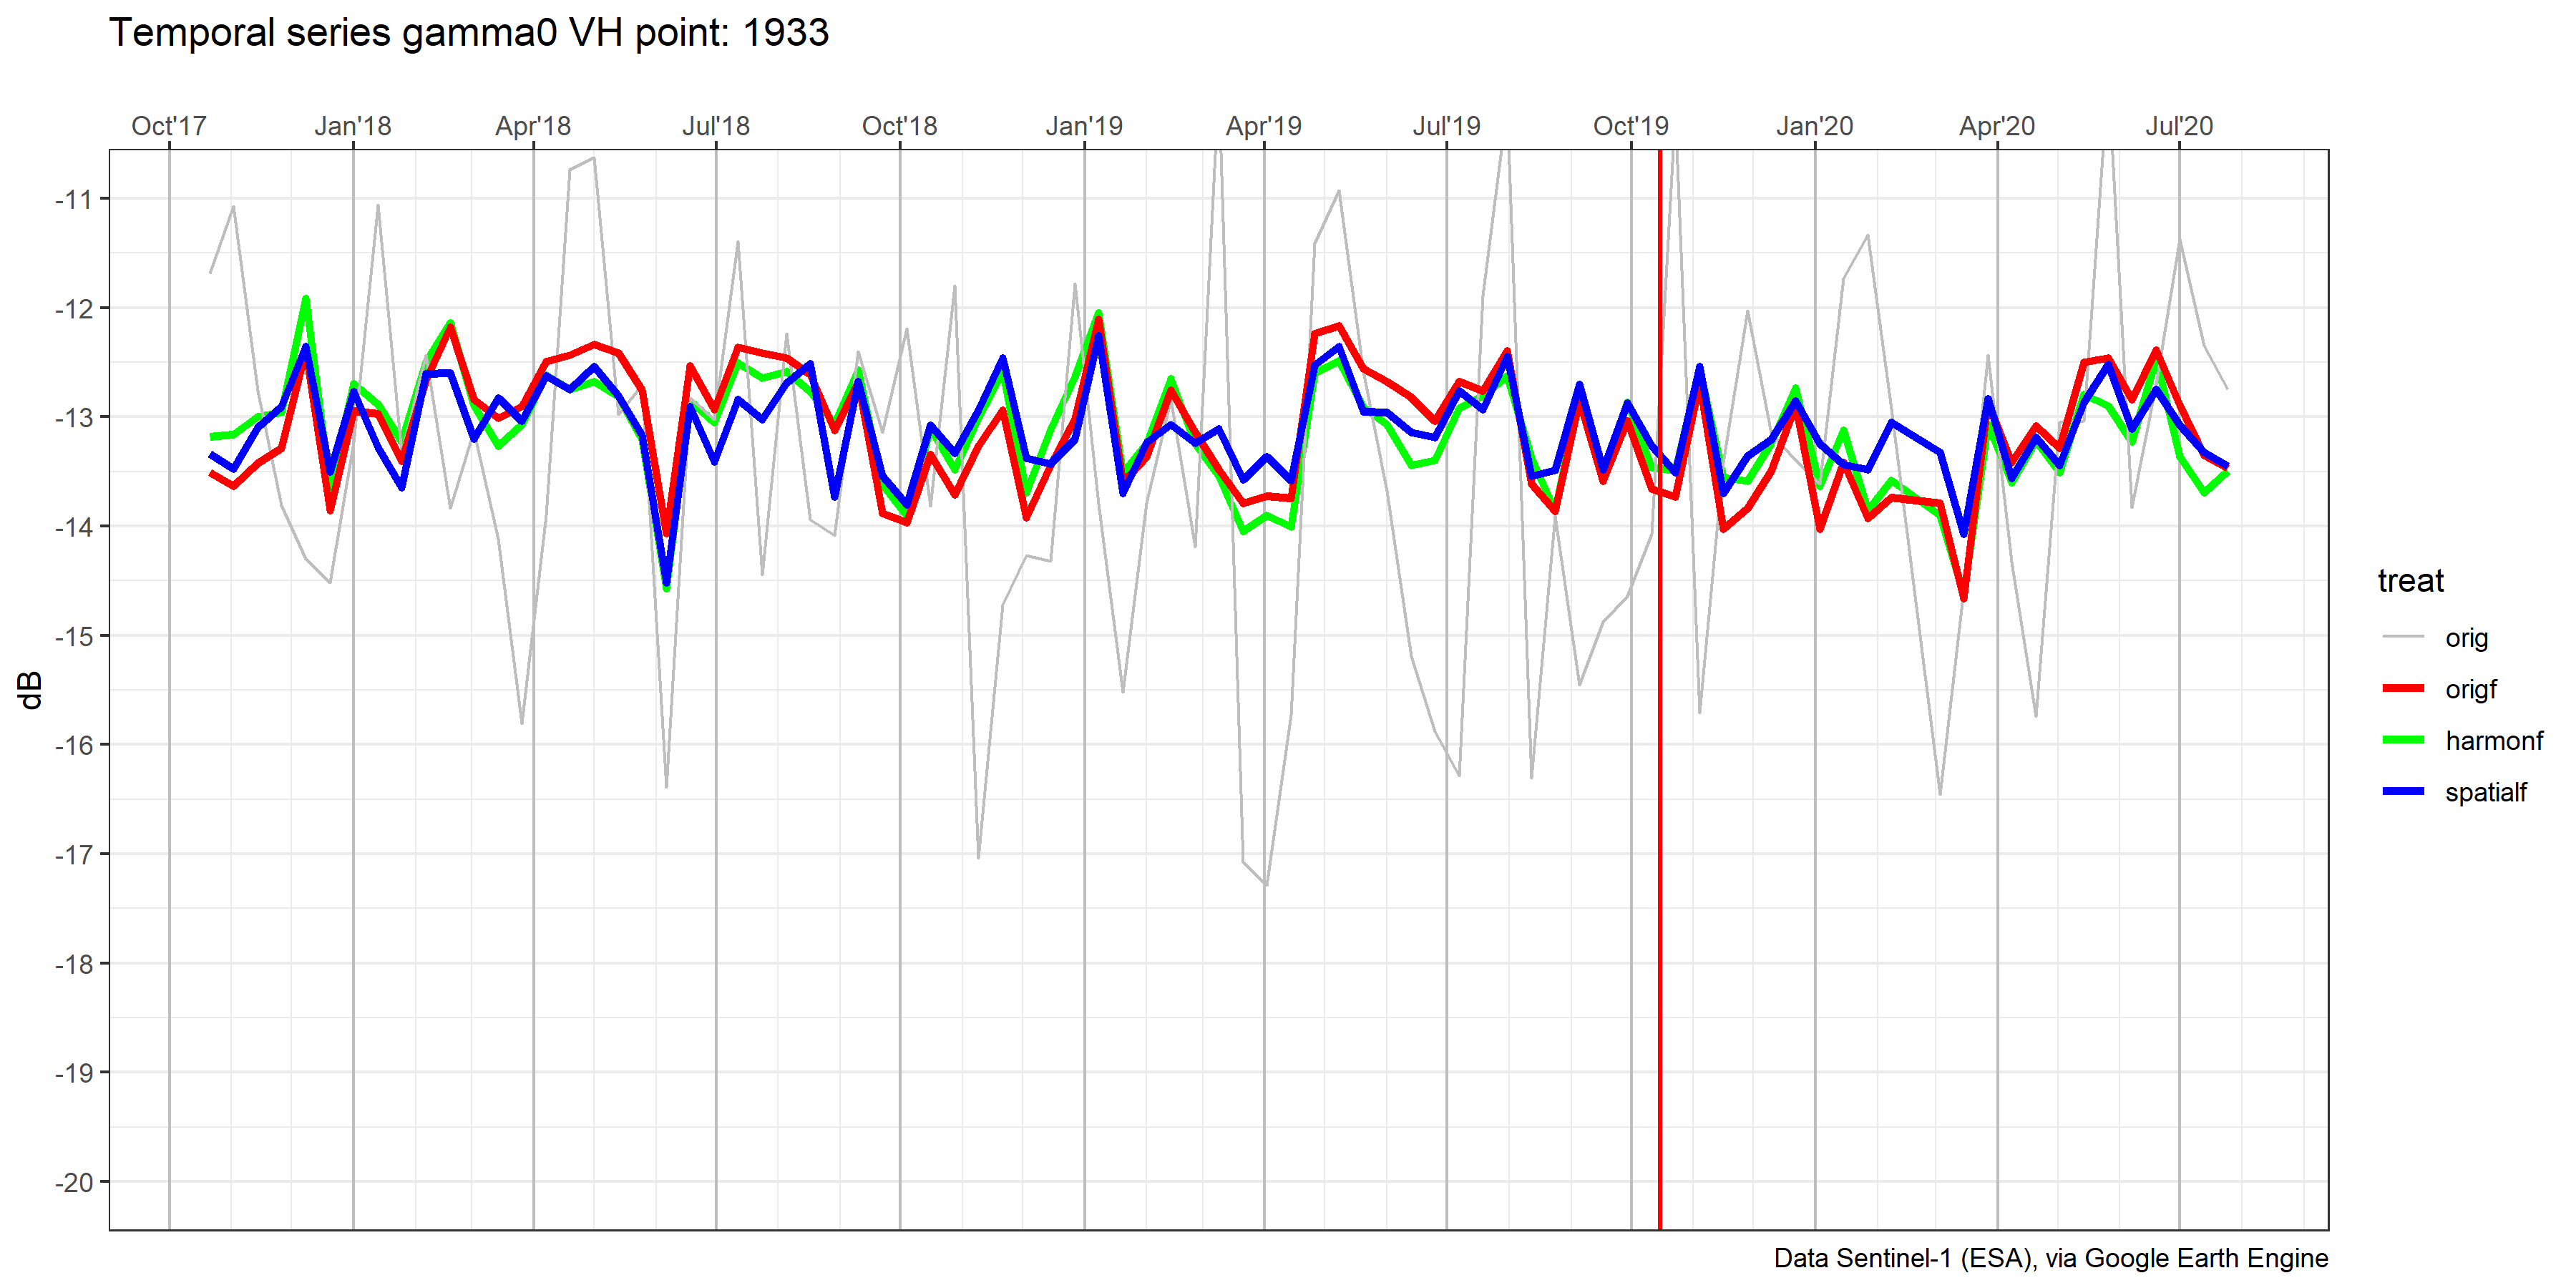 Temporal series gamma0 VH point: 1933
Oct'17 Jan'18 Apr'18 Jul'18 Oct'18 Jan'19 Apr'19 Jul'19 Oct'19 Jan'20 Apr'20 Jul'20
-11
-12
-13
-14
-15
-16
-17
-18
-19
-20
dB
treat
orig
origf
harmonf
spatialf
Data Sentinel-1 (ESA), via Google Earth Engine